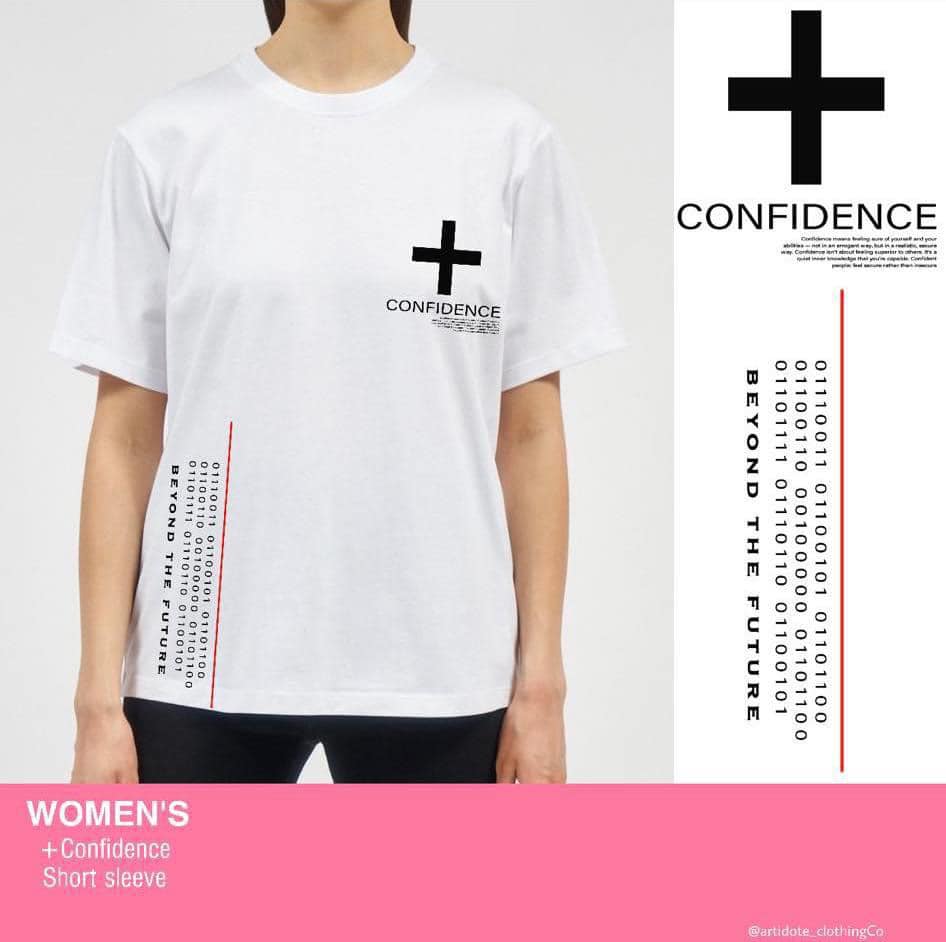 CONFIDENCE
01110011 01100101 01101100
01100110 00100000 01101100
01101111 01110110 01100101
BEYOND THE FUTURE
CONFIDENCE
Confidence means feeling sure of yourself and your
abilities — not in an arrogant way, but in a realistic, secure
way. Confidence isn't about feeling superior to others. It's a
quiet inner knowledge that you're capable. Confident
people: feel secure rather than insecure
01110011 01100101 01101100
01100110 00100000 01101100
01101111 01110110 01100101
BEYOND THE FUTURE
WOMEN'S
+Confidence
Short sleeve
@artidote_clothingCo